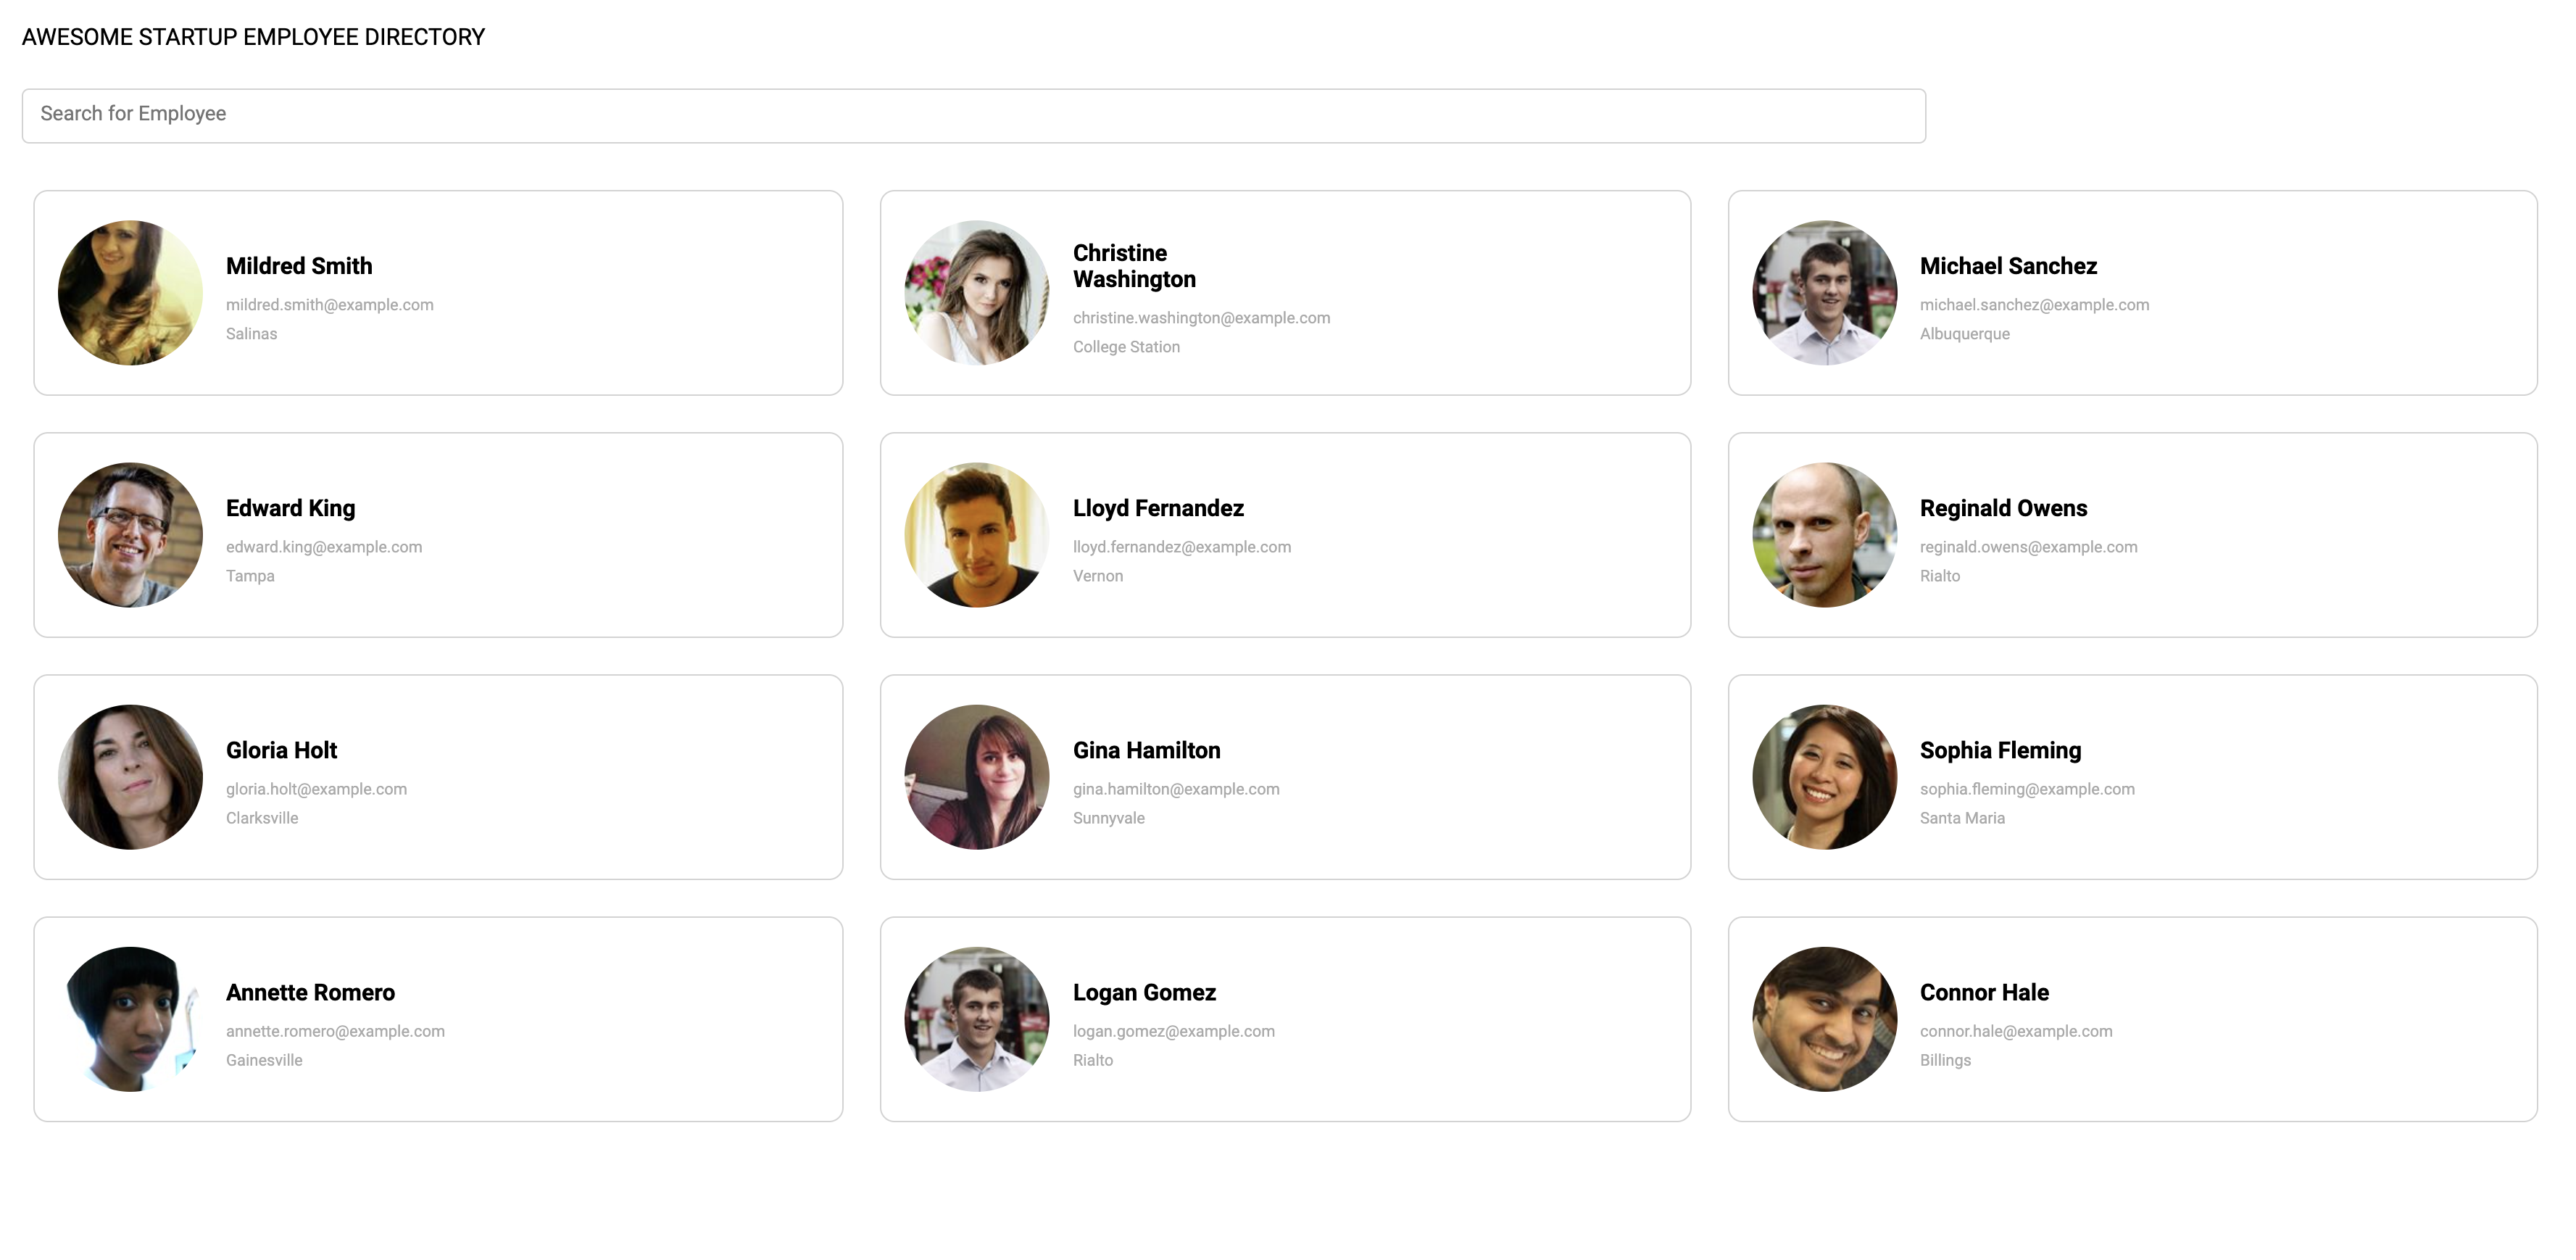 AWESOME STARTUP EMPLOYEE DIRECTORY
Search for Employee
Mildred Smith
mildred.smith@example.com
Salinas
Christine
Washington
christine.washington@example.com
College Station
Michael Sanchez
michael.sanchez@example.com
Albuquerque
Edward King
edward.king@example.com
Tampa
Lloyd Fernandez
lloyd.fernandez@example.com
Vernon
Reginald Owens
reginald.owens@example.com
Rialto
Gloria Holt
gloria.holt@example.com
Clarksville
Gina Hamilton
gina.hamilton@example.com
Sunnyvale
Sophia Fleming
sophia.fleming@example.com
Santa Maria
Annette Romero
annette.romero@example.com
Gainesville
Logan Gomez
logan.gomez@example.com
Rialto
Connor Hale
connor.hale@example.com
Billings